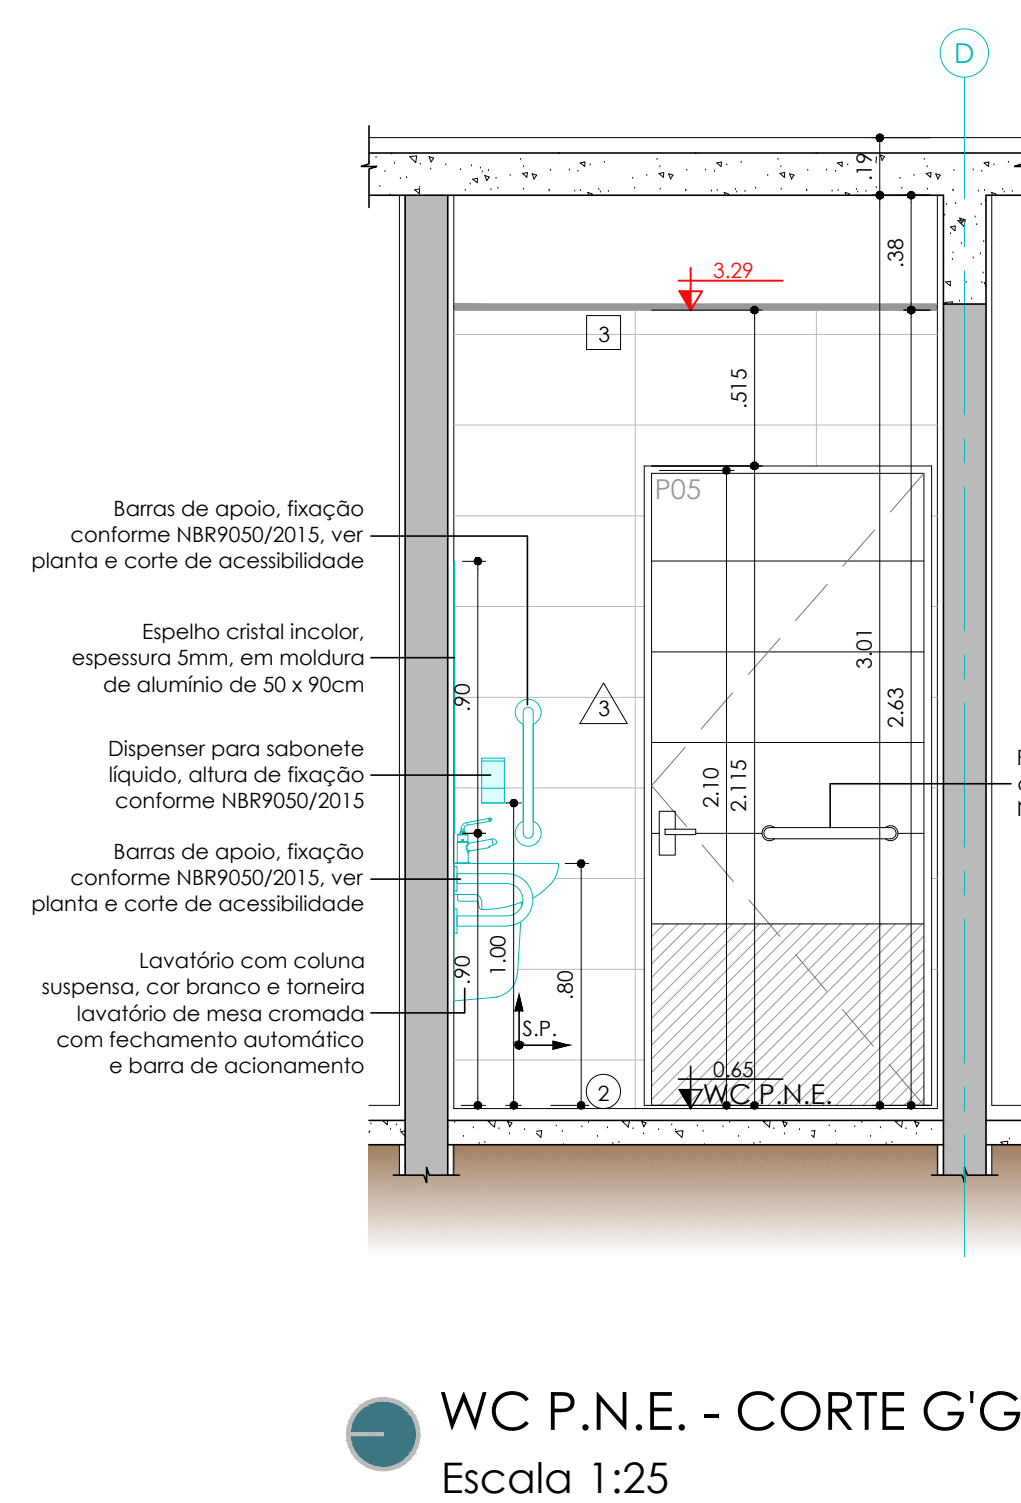 D
.19
.38
3.29
3
.515
P05
Barras de apoio, fixação
conforme NBR9050/2015, ver
planta e corte de acessibilidade
Espelho cristal incolor,
espessura 5mm, em moldura
de alumínio de 50 x 90cm
.90
3
3.01
2.63
2.10
2.115
Dispenser para sabonete
líquido, altura de fixação
conforme NBR9050/2015
Barras de apoio, fixação
conforme NBR9050/2015, ver
planta e corte de acessibilidade
Lavatório com coluna
suspensa, cor branco e torneira
lavatório de mesa cromada
com fechamento automático
e barra de acionamento
.90
1.00
.80
S.P.
2
0.65
WC P.N.E.
WC P.N.E. - CORTE G'G
Escala 1:25